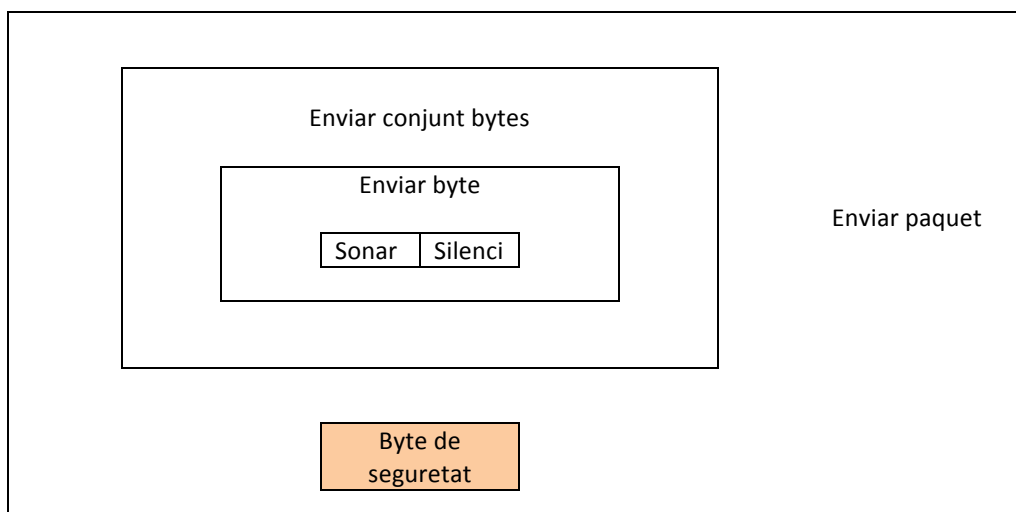 Enviar conjunt bytes
Enviar byte
Enviar paquet
Sonar
Silenci
Byte de
seguretat